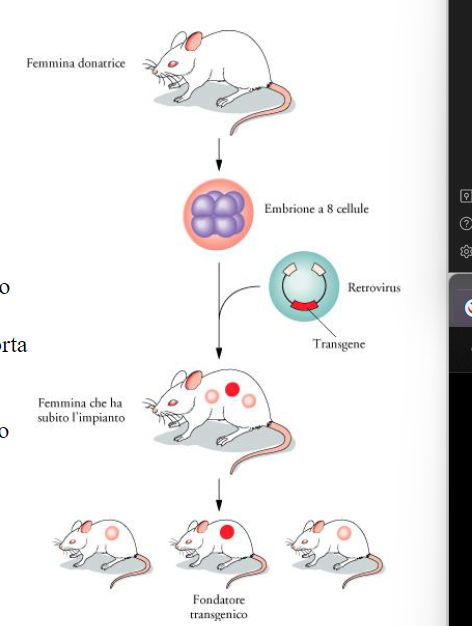 Femmina donatrice
Embrione a 8 cellule
o
Retrovirus
orta
Transgene
Femmina che ha
subito l'impianto
o
Fondatore
transgenico